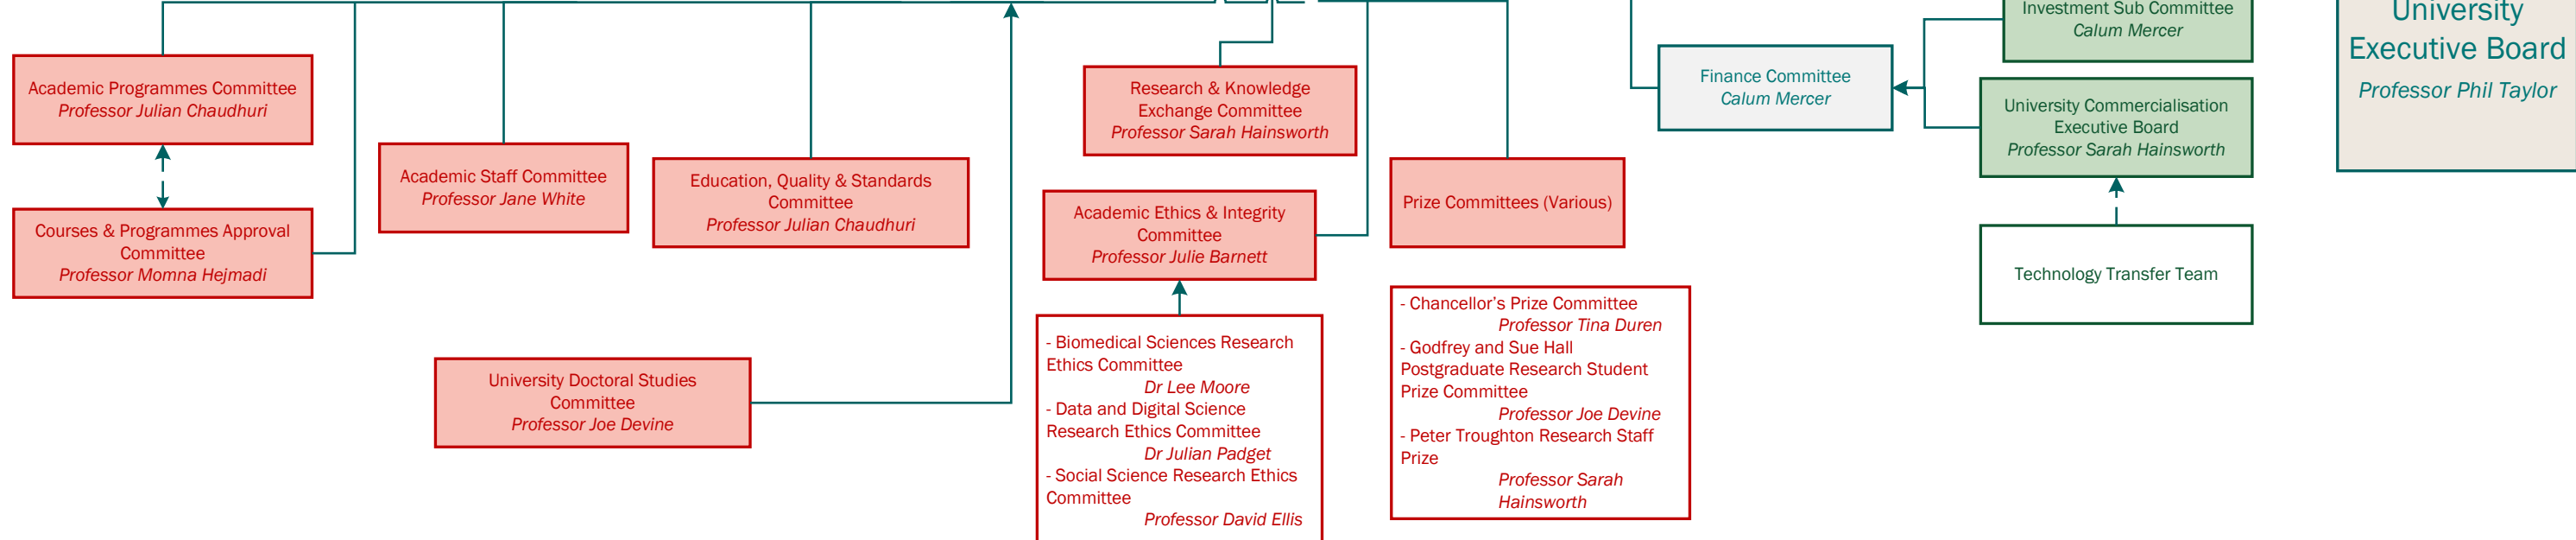 Academic Programmes Committee
Professor Julian Chaudhuri
Courses & Programmes Approval
Committee
Professor Momna Hejmadi
Academic Staff Committee
Professor Jane White
Education, Quality & Standards
Committee
Professor Julian Chaudhuri
University Doctoral Studies
Committee
Professor Joe Devine
Research & Knowledge
Exchange Committee
Professor Sarah Hainsworth
Academic Ethics & Integrity
Committee
Professor Julie Barnett
- Biomedical Sciences Research
Ethics Committee
Dr Lee Moore
- Data and Digital Science
Research Ethics Committee
Dr Julian Padget
- Social Science Research Ethics
Committee
Professor David Ellis
Prize Committees (Various)
- Chancellor’s Prize Committee
Professor Tina Duren
- Godfrey and Sue Hall
Postgraduate Research Student
Prize Committee
Professor Joe Devine
- Peter Troughton Research Staff
Prize
Professor Sarah
Hainsworth
Finance Committee
Calum Mercer
Investment Sub Committee
Calum Mercer
University Commercialisation
Executive Board
Professor Sarah Hainsworth
Technology Transfer Team
University
Executive Board
Professor Phil Taylor